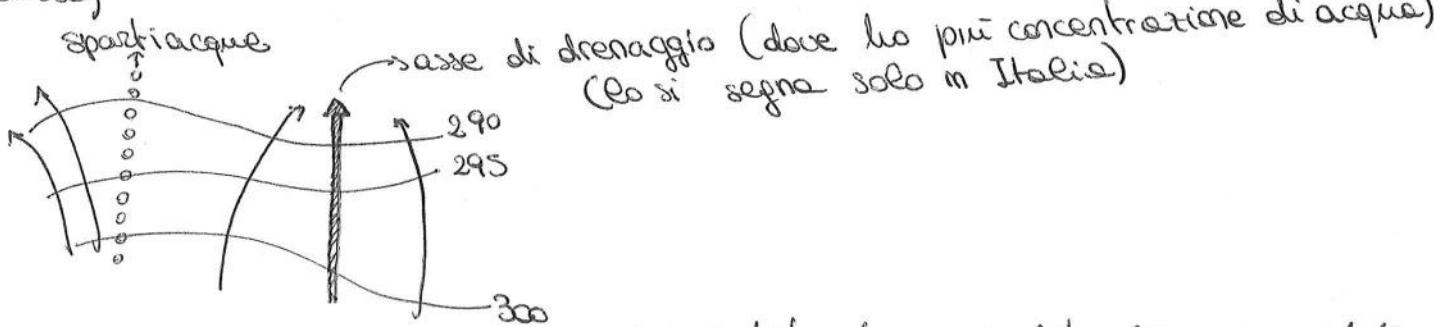 spartiacque
asse di drenaggio (dove ho più concentrazione di acqua)
(lo si segna solo in Italia)
290
295
300